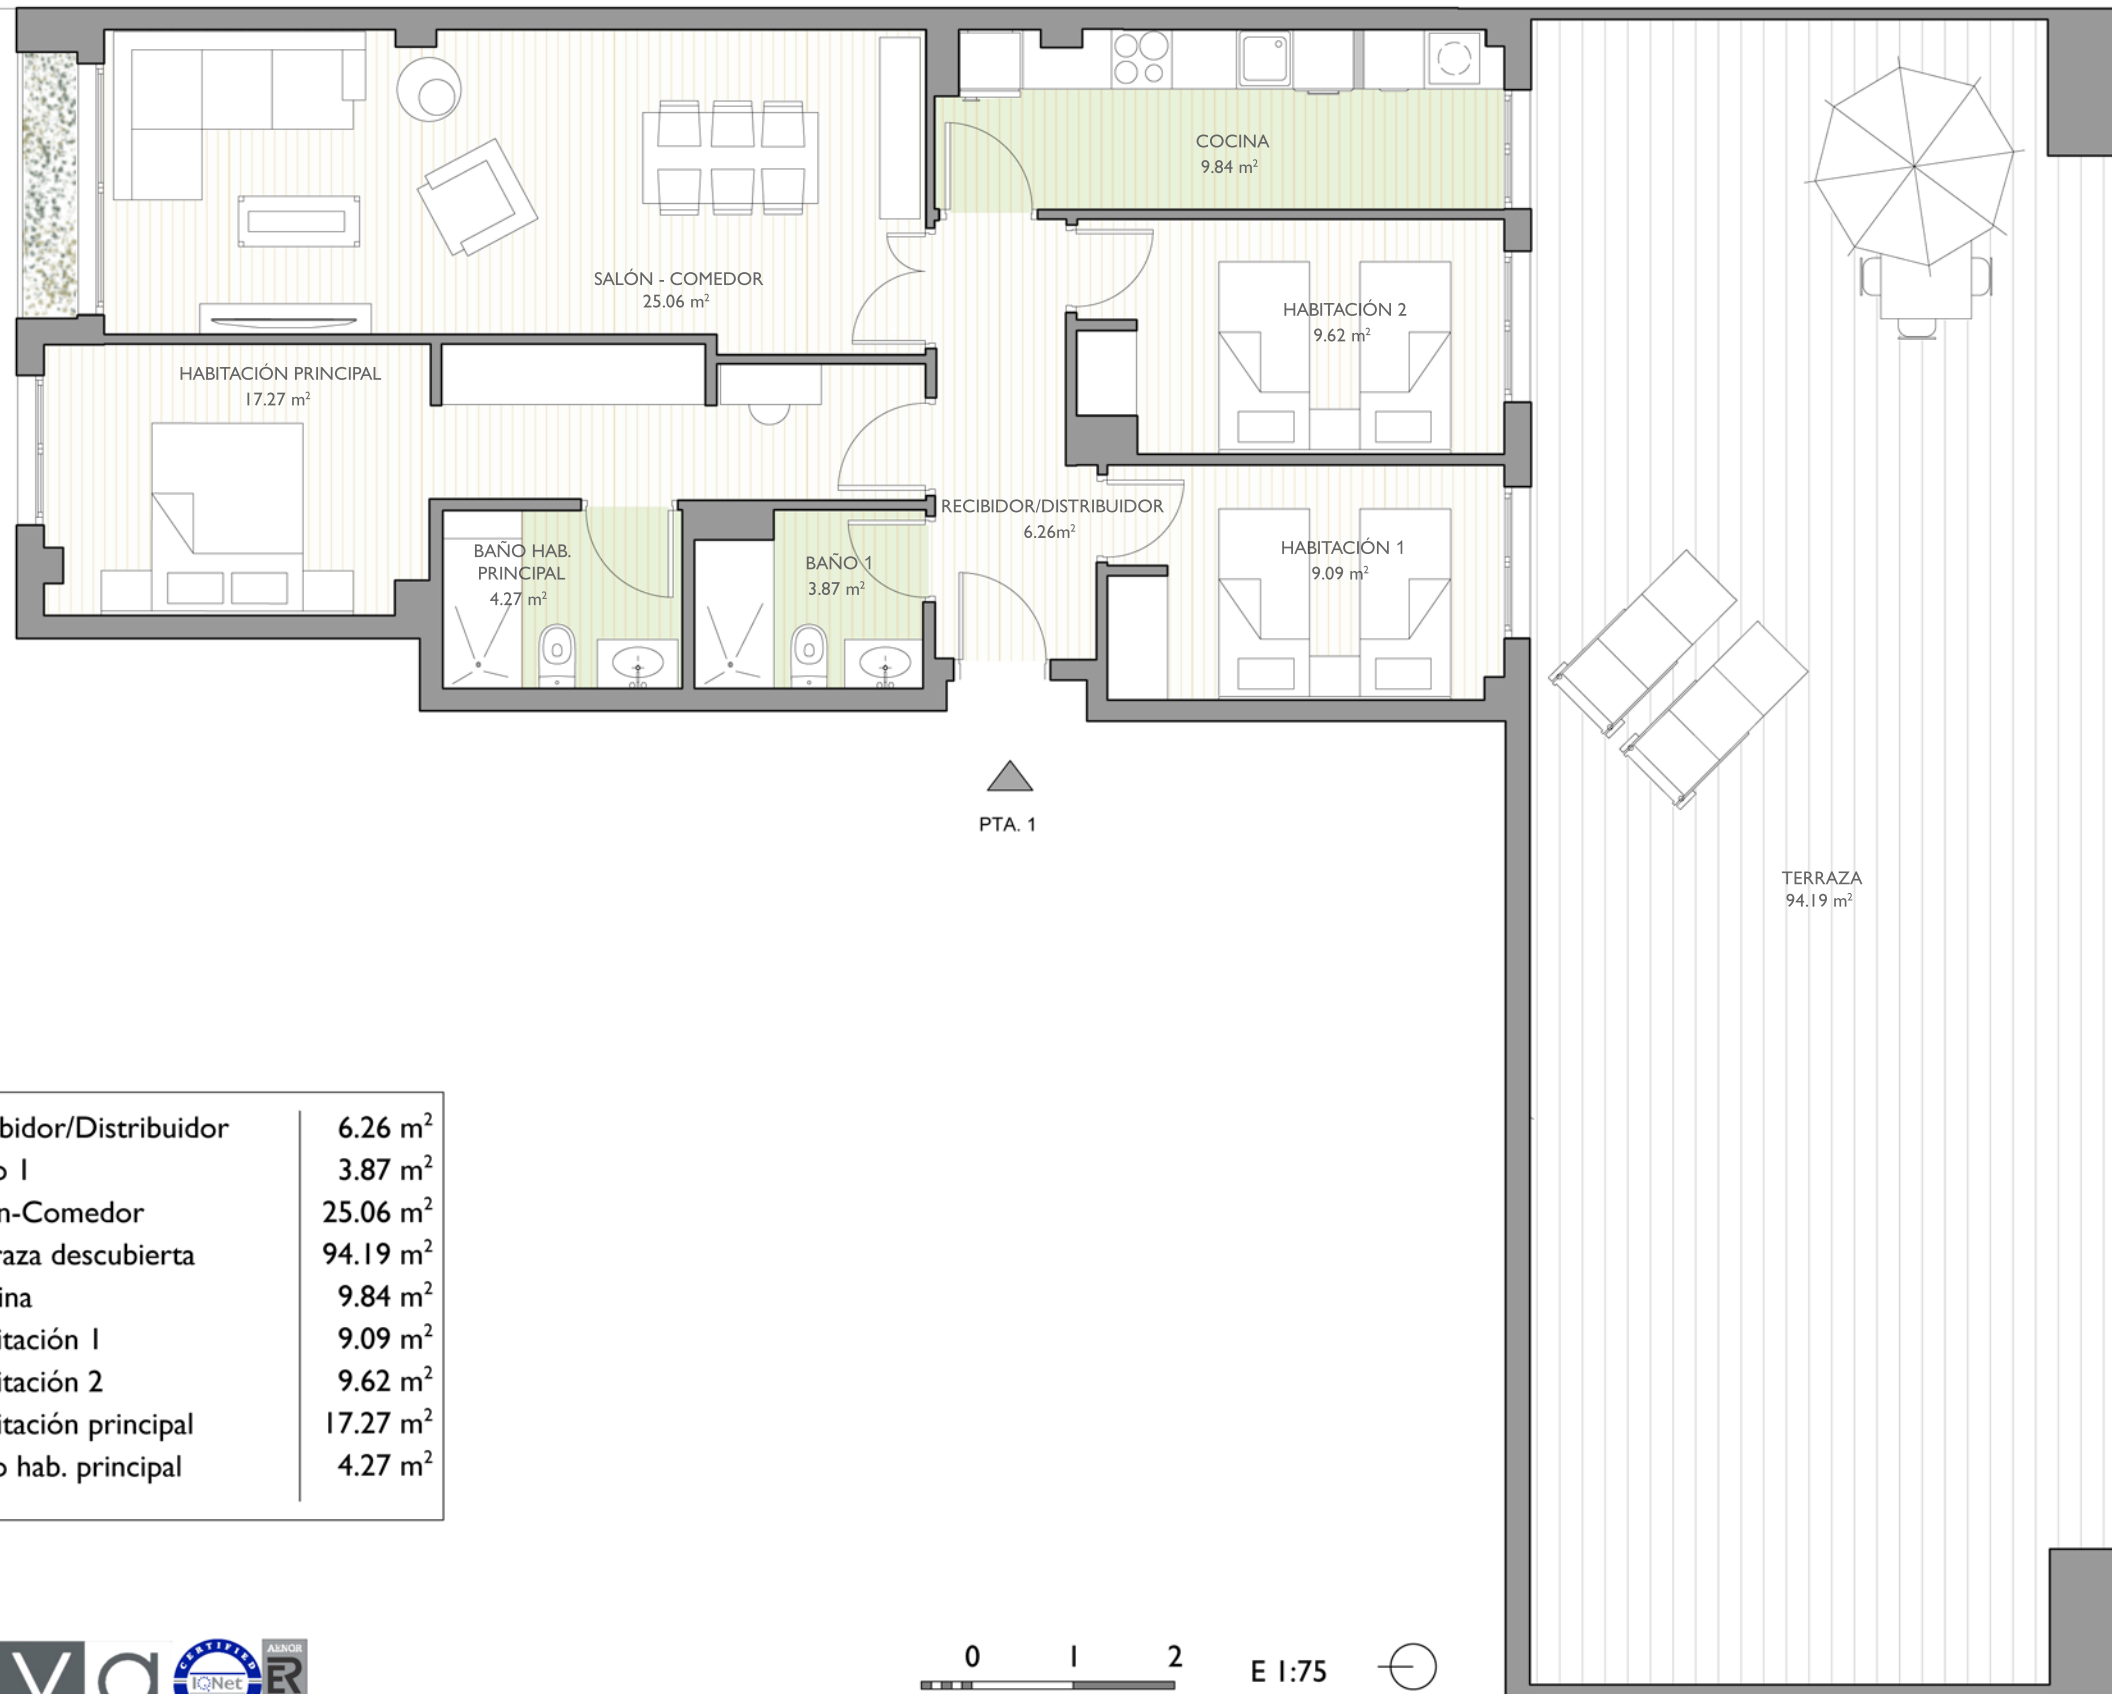 COCINA
9.84 m²
SALÓN - COMEDOR
25.06 m²
HABITACIÓN 2
9.62 m²
HABITACIÓN PRINCIPAL
17.27 m²
RECIBIDOR/DISTRIBUIDOR
6.26m²
BAÑO HAB.
PRINCIPAL
4.27 m²
BAÑO 1
3.87 m²
HABITACIÓN 1
9.09 m²
PTA. 1
TERRAZA
94.19 m²
bidor/Distribuidor 6.26 m²
o 1 3.87 m²
n-Comedor 25.06 m²
raza descubierta 94.19 m²
ina 9.84 m²
itación 1 9.09 m²
itación 2 9.62 m²
itación principal 17.27 m²
o hab. principal 4.27 m²
va CERTIFIED IQNet AENOR ER
0 1 2
E 1:75